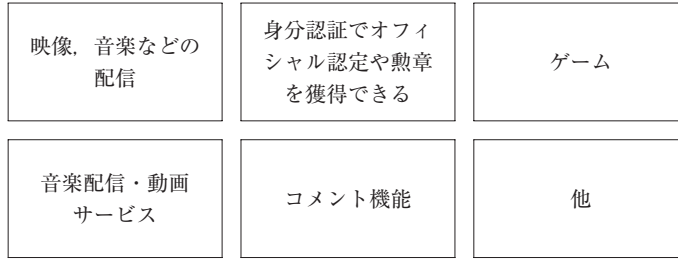 映像，音楽などの
配信
身分認証でオフィ
シャル認定や勲章
を獲得できる
ゲーム
音楽配信・動画
サービス
コメント機能
他